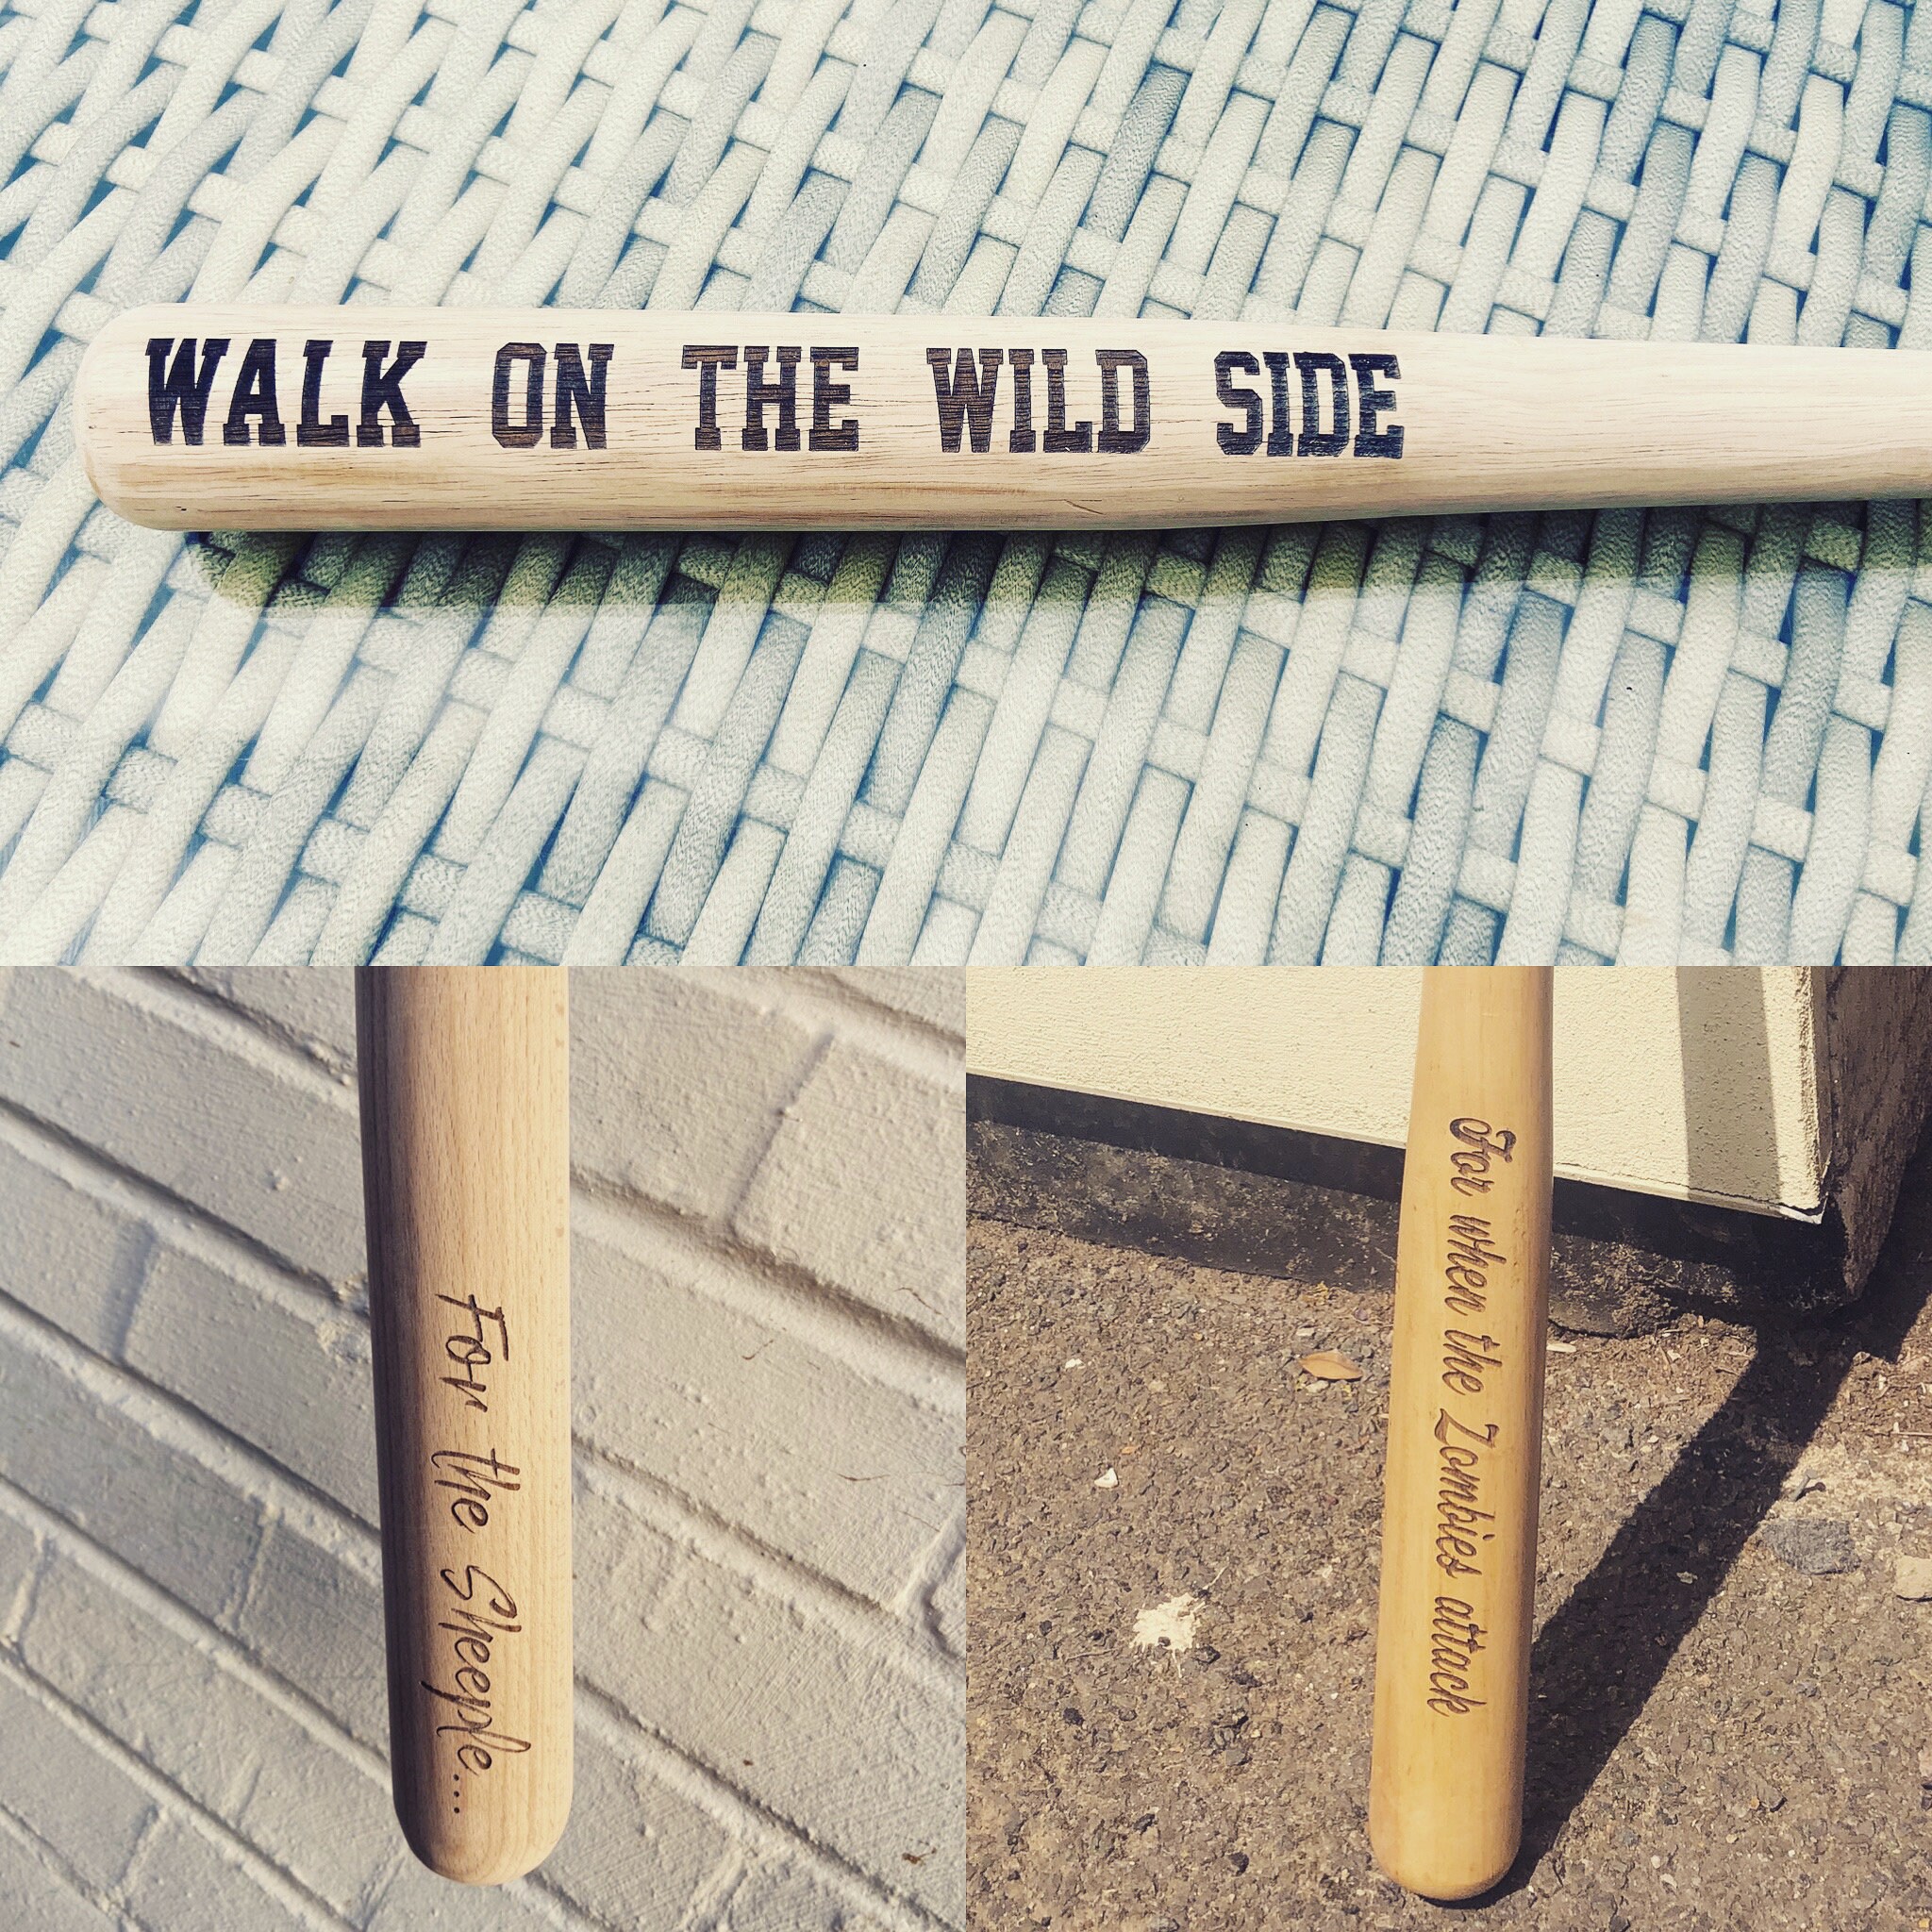 WALK ON THE WILD SIDE
For the Sheeple...
For when the Zombies attack